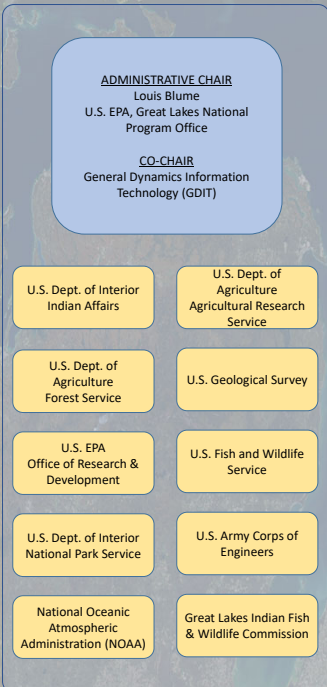 ADMINISTRATIVE CHAIR
Louis Blume
U.S. EPA, Great Lakes National
Program Office
CO-CHAIR
General Dynamics Information
Technology (GDIT)
U.S. Dept. of Interior
Indian Affairs
U.S. Dept. of
Agriculture
Agricultural Research
Service
U.S. Dept. of
Agriculture
Forest Service
U.S. Geological Survey
U.S. EPA
Office of Research &
Development
U.S. Fish and Wildlife
Service
U.S. Dept. of Interior
National Park Service
U.S. Army Corps of
Engineers
National Oceanic
Atmospheric
Administration (NOAA)
Great Lakes Indian Fish
& Wildlife Commission